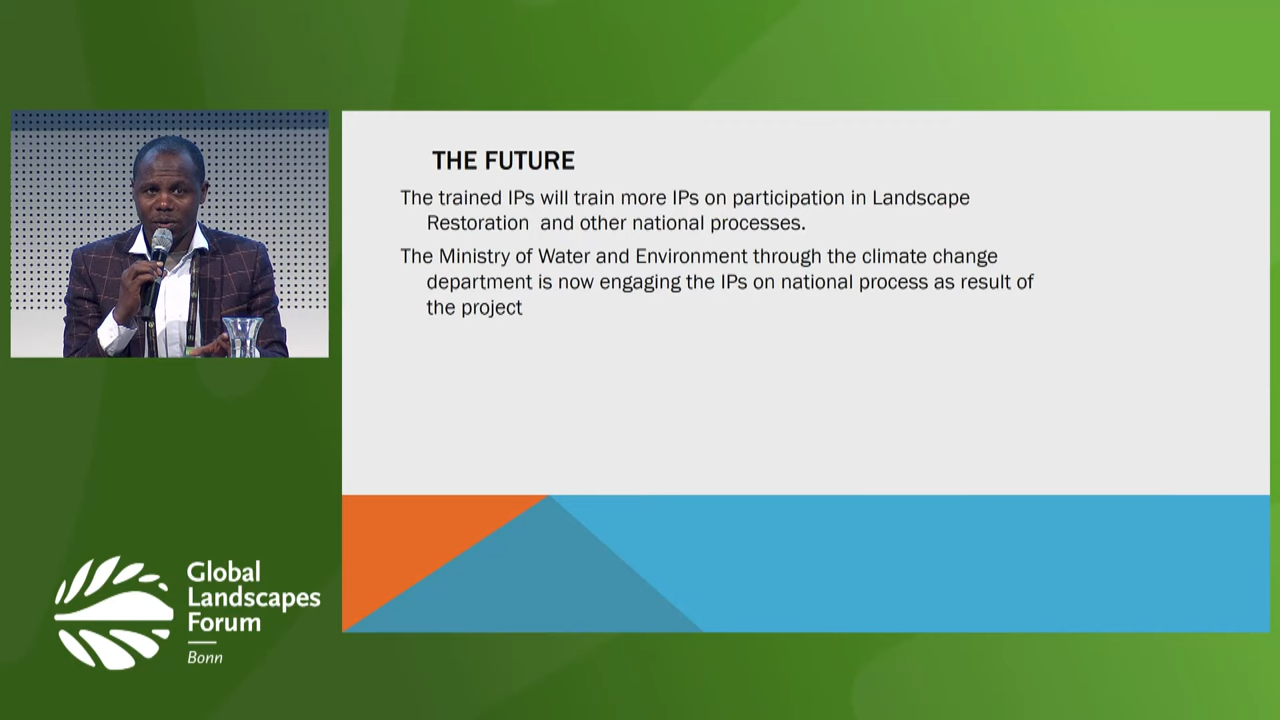 THE FUTURE
The trained IPs will train more IPs on participation in Landscape
Restoration and other national processes.
The Ministry of Water and Environment through the climate change
department is now engaging the IPs on national process as result of
the project
Global
Landscapes
Forum
Bonn